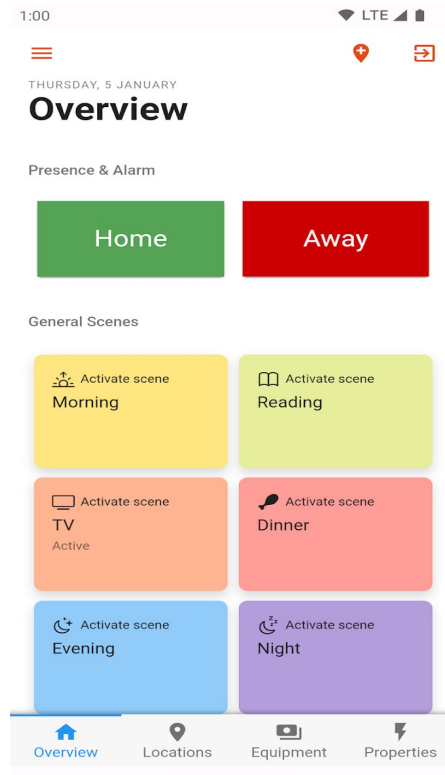 1:00 LTE
THURSDAY, 5 JANUARY
Overview
Presence & Alarm
Home Away
General Scenes
Activate scene Activate scene
Morning Reading
Activate scene Activate scene
TV Dinner
Active
Activate scene Activate scene
Evening Night
Overview Locations Equipment Properties